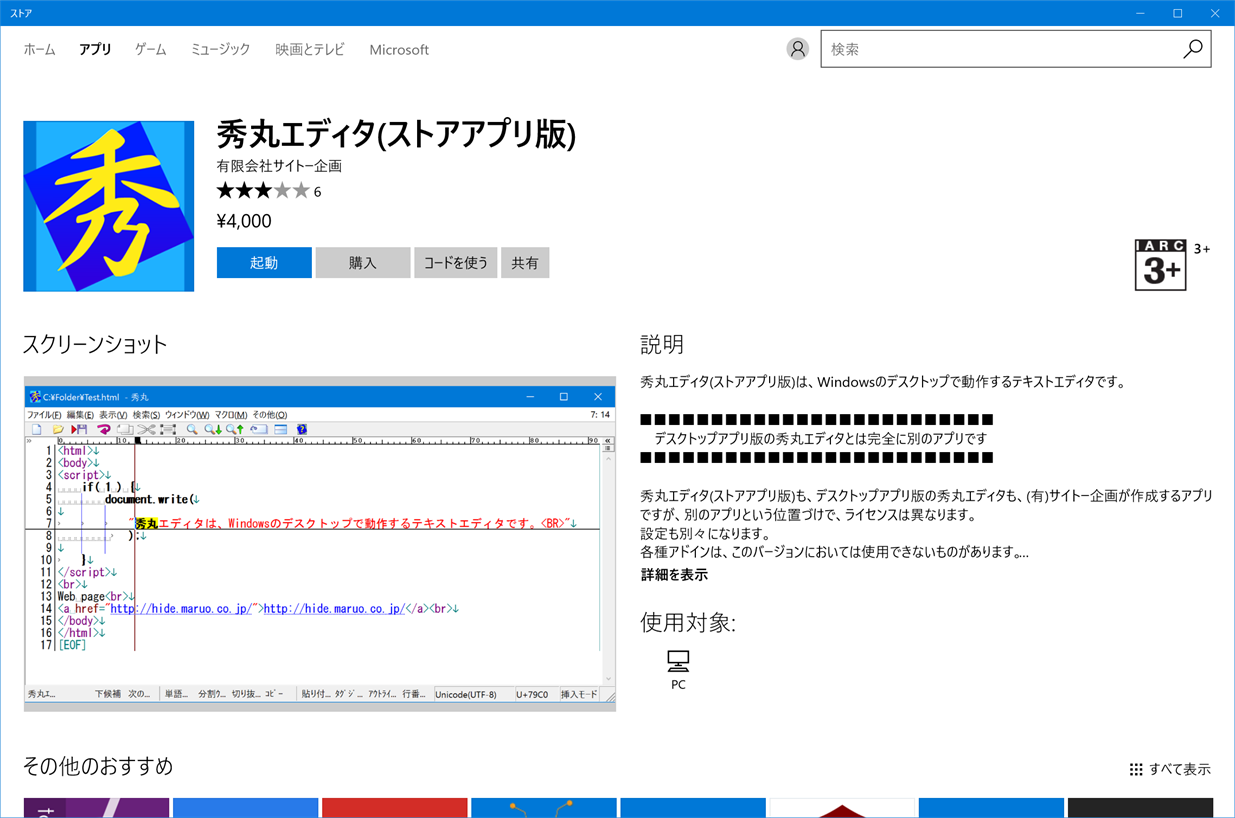 ストア
ホーム アプリ ゲーム ミュージック 映画とテレビ Microsoft 検索
秀
秀丸エディタ(ストアアプリ版)
有限会社サイトー企画
★★★★★ 6
¥4,000
起動 購入 コードを使う 共有
IARC
3+
3+
スクリーンショット
C:¥Folder¥Test.html - 秀丸
ファイル(F) 編集(E) 表示(V) 検索(S) ウィンドウ(W) マクロ(M) その他(O) 7: 14
0 10 20 30 40 50 60 70 80 90
1 <html>↓
2 <body>↓
3 <script>↓
4 if( 1 ) {↓
5 document.write(↓
6 ↓
7 "秀丸エディタは、Windowsのデスクトップで動作するテキストエディタです。<BR>"↓
8 );↓
9 ↓
10 }↓
11 </script>↓
12 <br>↓
13 Web page<br>↓
14 <a href="http://hide.maruo.co.jp/">http://hide.maruo.co.jp/</a><br>↓
15 </body>↓
16 </html>↓
17 [EOF]
秀丸エ... 下候補 次の... 単語... 分割ウ... 切り抜... コピー 貼り付... タグジ... アウトライ... 行番... Unicode(UTF-8) U+79C0 挿入モード
説明
秀丸エディタ(ストアアプリ版)は、Windowsのデスクトップで動作するテキストエディタです。
■■■■■■■■■■■■■■■■■■■■■■■■■
デスクトップアプリ版の秀丸エディタとは完全に別のアプリです
■■■■■■■■■■■■■■■■■■■■■■■■■
秀丸エディタ(ストアアプリ版)も、デスクトップアプリ版の秀丸エディタも、(有)サイトー企画が作成するアプリ
ですが、別のアプリという位置づけで、ライセンスは異なります。
設定も別々になります。
各種アドインは、このバージョンにおいては使用できないものがあります。...
詳細を表示
使用対象:
PC
その他のおすすめ
すべて表示